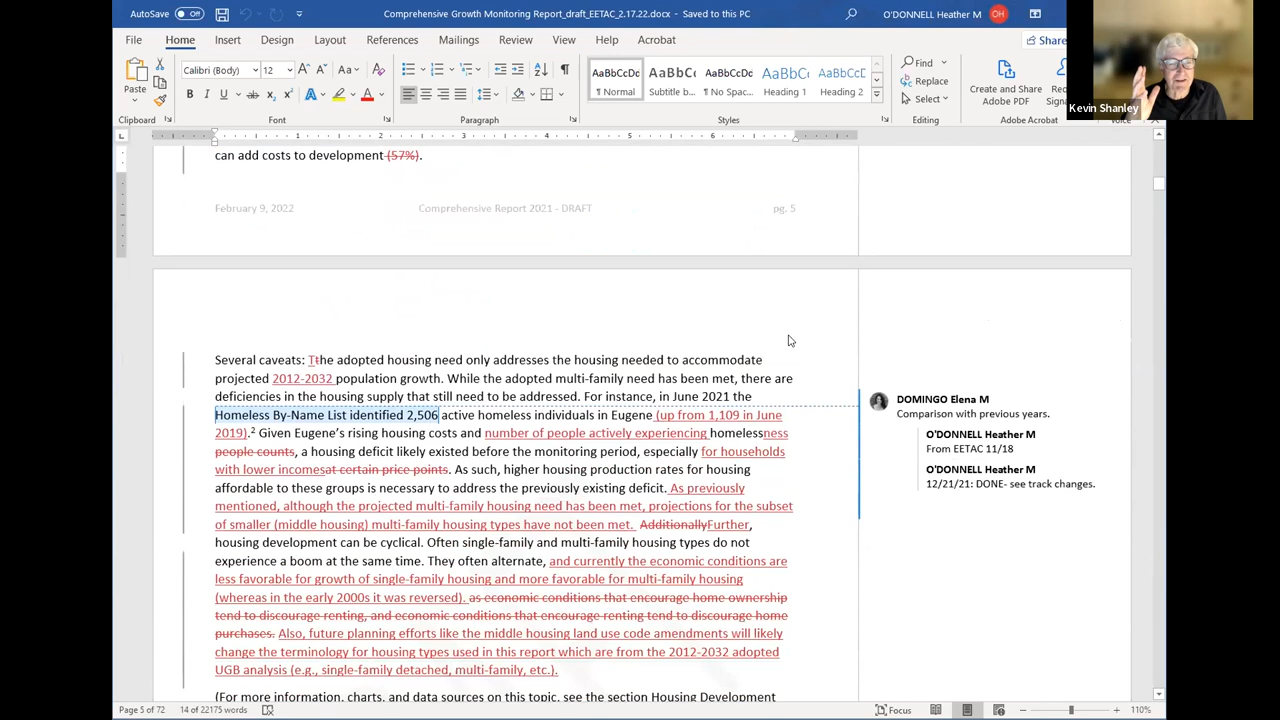 AutoSave Off Comprehensive Growth Monitoring Report_draft_EETAC_2.17.22.docx - Saved to this PC O'DONNELL Heather M OH
File Home Insert Design Layout References Mailings Review View Help Acrobat Share
Paste Calibri (Body) 12 AaBbCcDc AaBbCcC AaBbCcDc AaBbCcD AaBbCcD Find Replace Select Create and Share Adobe PDF
¶ Normal Subtitle b... ¶ No Spac... Heading 1 Heading 2
Clipboard Font Paragraph Styles Editing Adobe Acrobat Voice
Kevin Shanley
can add costs to development (57%).
February 9, 2022 Comprehensive Report 2021 - DRAFT pg. 5
Several caveats: Tthe adopted housing need only addresses the housing needed to accommodate
projected 2012-2032 population growth. While the adopted multi-family need has been met, there are
deficiencies in the housing supply that still need to be addressed. For instance, in June 2021 the
Homeless By-Name List identified 2,506 active homeless individuals in Eugene (up from 1,109 in June
2019).2 Given Eugene's rising housing costs and number of people actively experiencing homelessness
people counts, a housing deficit likely existed before the monitoring period, especially for households
with lower incomesat certain price points. As such, higher housing production rates for housing
affordable to these groups is necessary to address the previously existing deficit. As previously
mentioned, although the projected multi-family housing need has been met, projections for the subset
of smaller (middle housing) multi-family housing types have not been met. AdditionallyFurther,
housing development can be cyclical. Often single-family and multi-family housing types do not
experience a boom at the same time. They often alternate, and currently the economic conditions are
less favorable for growth of single-family housing and more favorable for multi-family housing
(whereas in the early 2000s it was reversed). as economic conditions that encourage home ownership
tend to discourage renting, and economic conditions that encourage renting tend to discourage home
purchases. Also, future planning efforts like the middle housing land use code amendments will likely
change the terminology for housing types used in this report which are from the 2012-2032 adopted
UGB analysis (e.g., single-family detached, multi-family, etc.).
(For more information, charts, and data sources on this topic, see the section Housing Development
DOMINGO Elena M
Comparison with previous years.
O'DONNELL Heather M
From EETAC 11/18
O'DONNELL Heather M
12/21/21: DONE- see track changes.
Page 5 of 72 14 of 22175 words Focus 110%